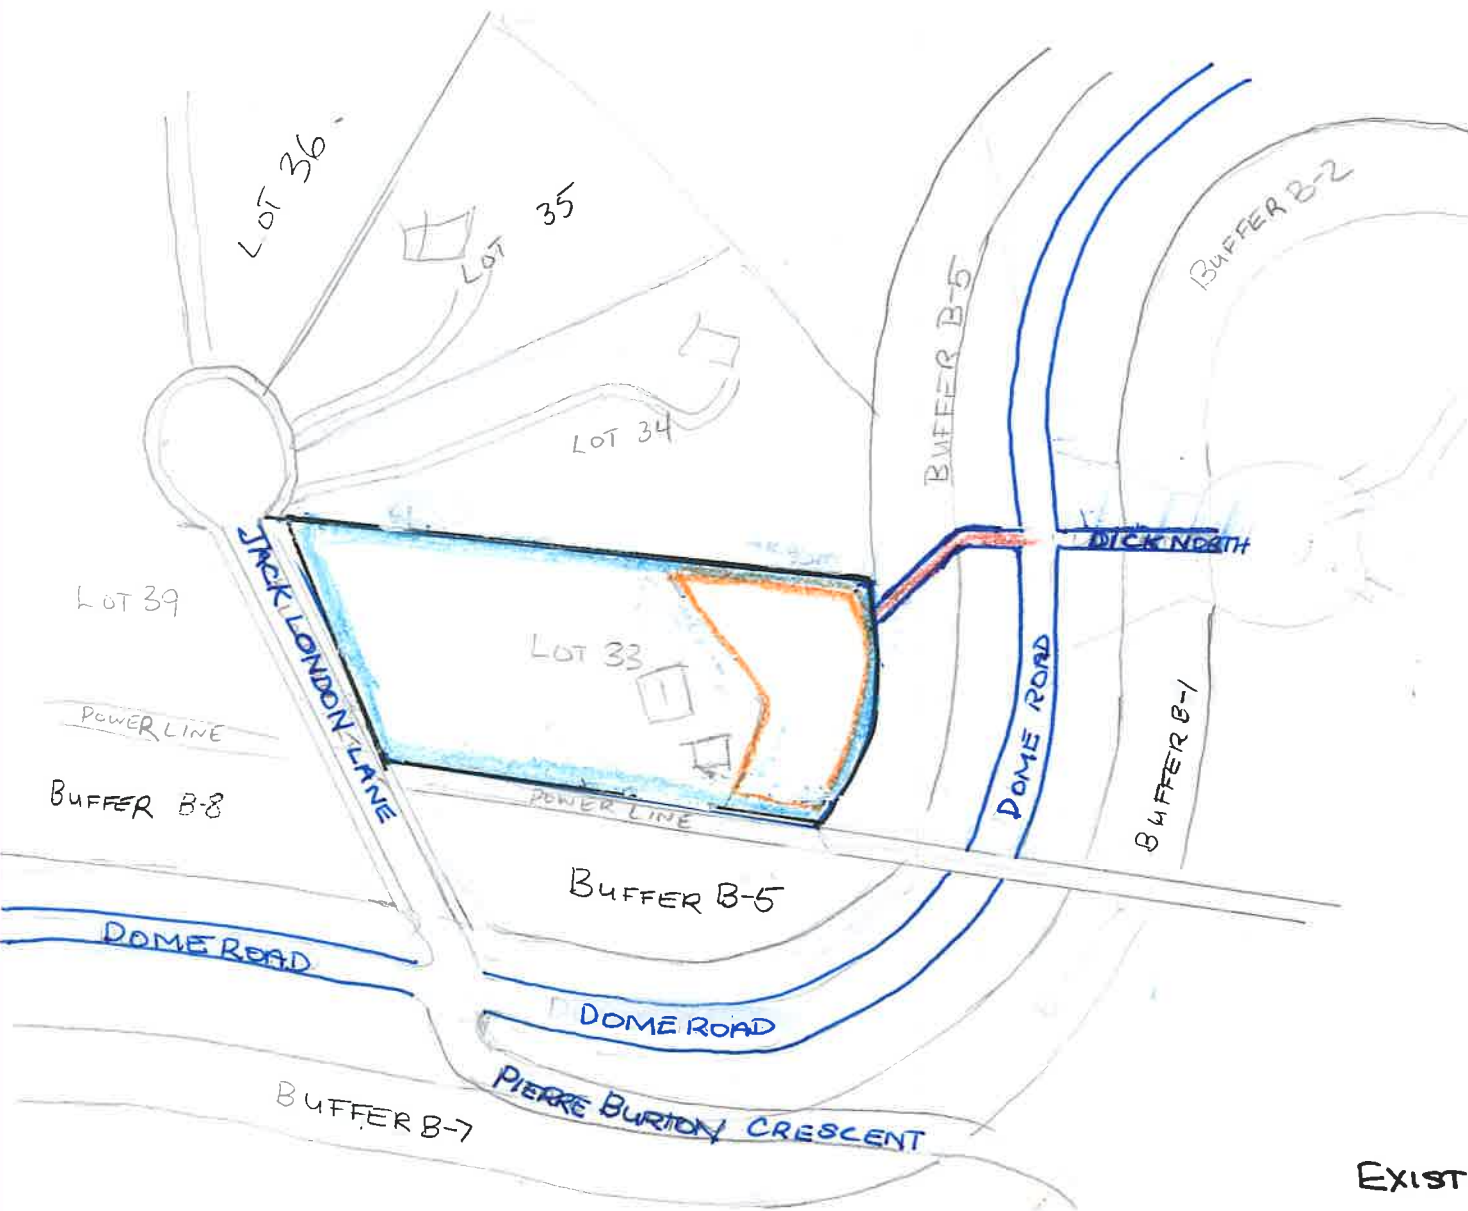 LOT 36
LOT 35
BUFFER B-2
BUFFER B-5
LOT 34
DICK NORTH
JACK LONDON LANE
LOT 39
LOT 33
DOME ROAD
POWER LINE
BUFFER B-1
BUFFER B-8
POWER LINE
BUFFER B-5
DOME ROAD
DOME ROAD
PIERRE BURTON CRESCENT
BUFFER B-7
EXIST